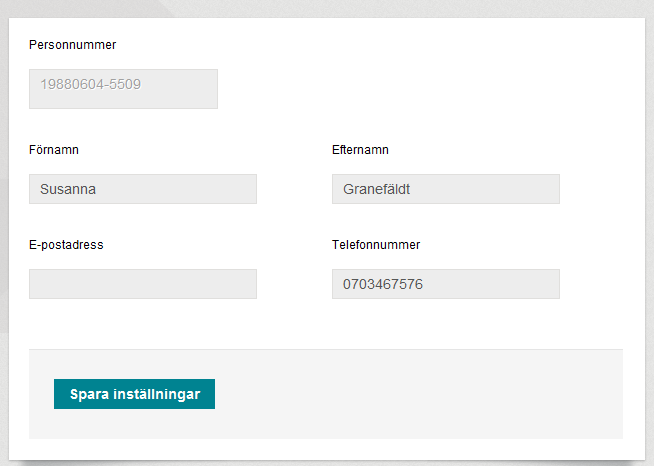 Personnummer
19880604-5509
Förnamn
Efternamn
Susanna
Granefäldt
E-postadress
Telefonnummer
0703467576
Spara inställningar